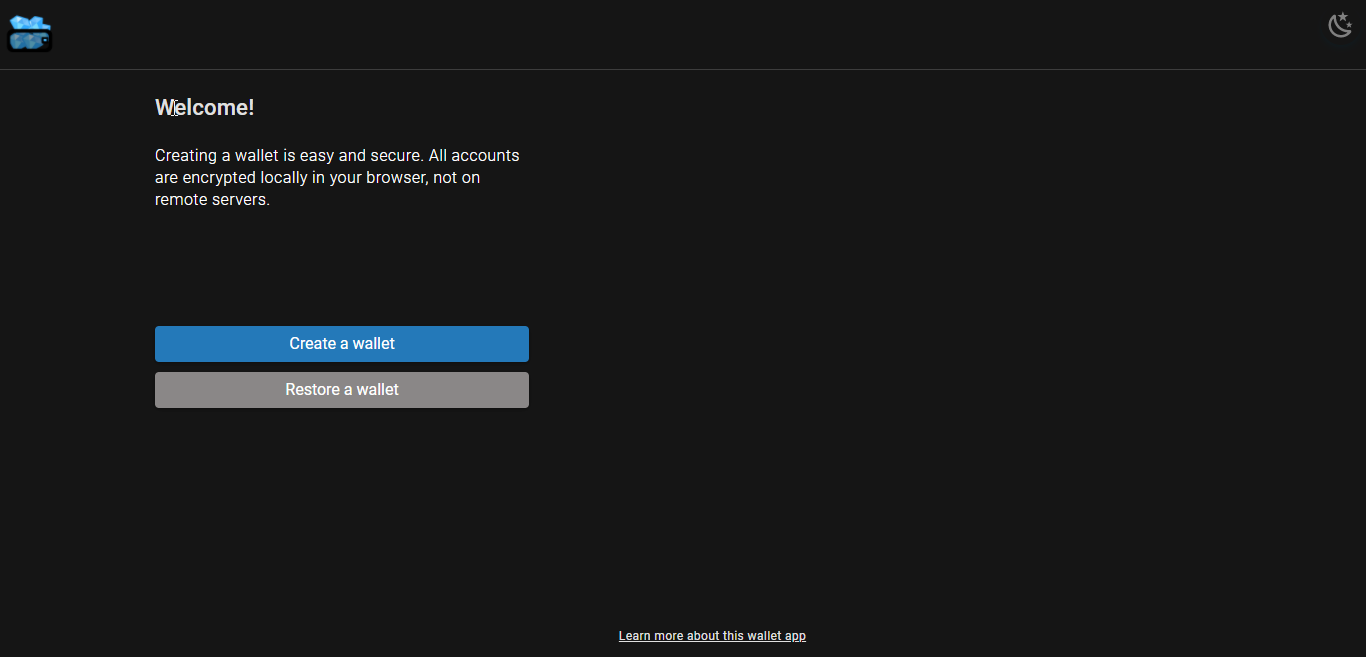 Welcome!
Creating a wallet is easy and secure. All accounts
are encrypted locally in your browser, not on
remote servers.
Create a wallet
Restore a wallet
Learn more about this wallet app